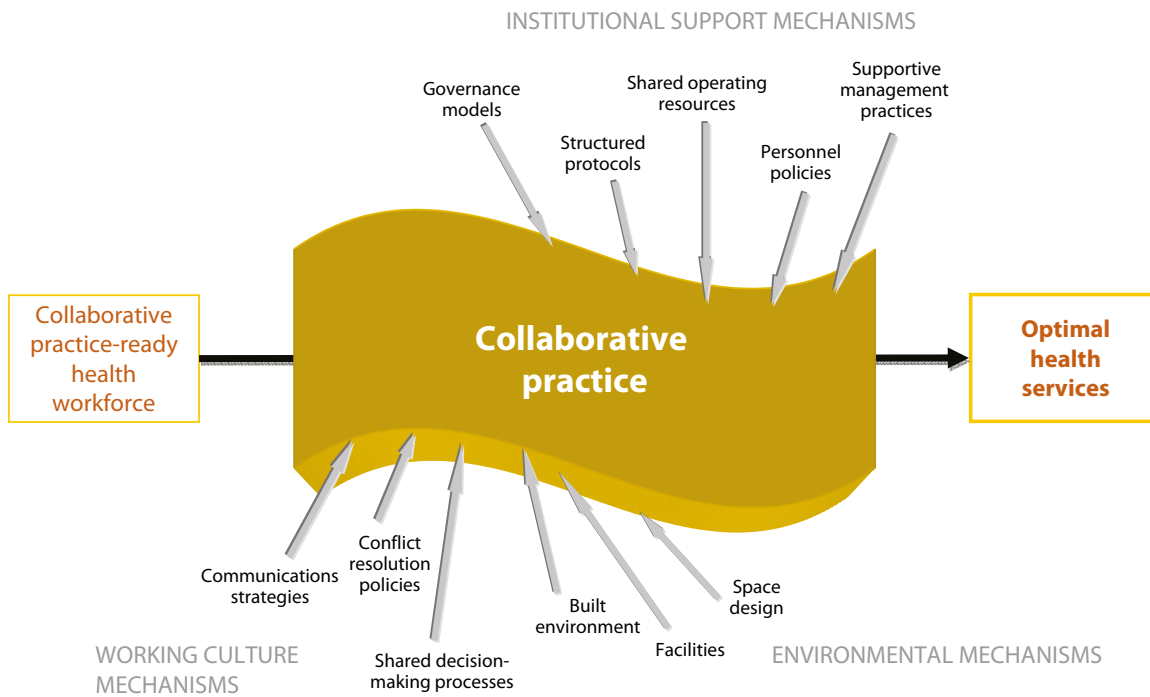 INSTITUTIONAL SUPPORT MECHANISMS
Governance
models
Structured
protocols
Shared operating
resources
Personnel
policies
Supportive
management
practices
Collaborative
practice-ready
health
workforce
Collaborative
practice
Optimal
health
services
Communications
strategies
Conflict
resolution
policies
Shared decision-
making processes
Built
environment
Facilities
Space
design
WORKING CULTURE
MECHANISMS
ENVIRONMENTAL MECHANISMS